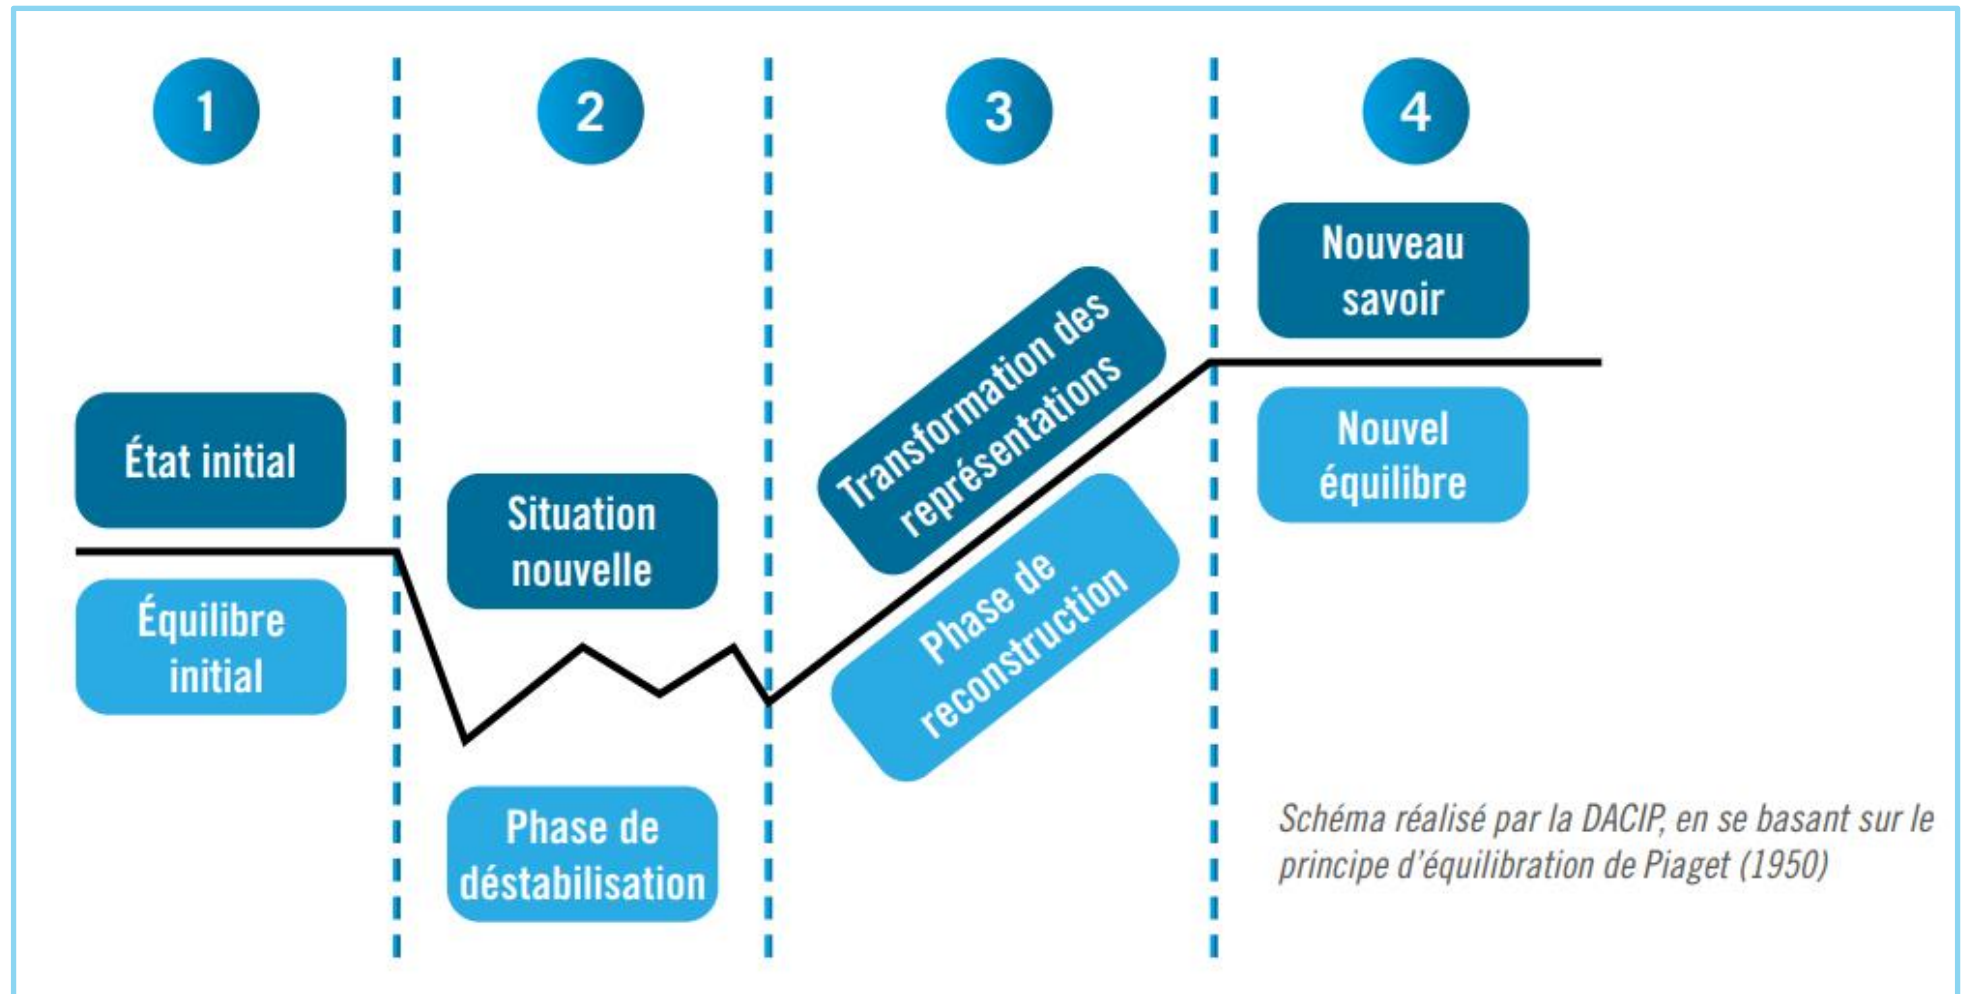 1
2
3
4
État initial
Équilibre
initial
Situation
nouvelle
Phase de
déstabilisation
Transformation des
représentations
Phase de
reconstruction
Nouveau
savoir
Nouvel
équilibre
Schéma réalisé par la DACIP, en se basant sur le
principe d’équilibration de Piaget (1950)